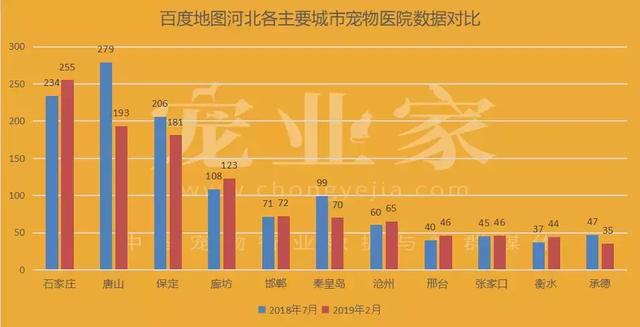 百度地图河北各主要城市宠物医院数据对比
300
250
200
150
100
50
0
234 255 279 193 206 181 108 123 71 72 99 70 60 65 40 46 45 46 37 44 47 35
宠业家
www.chongyejia.com
石家庄 唐山 保定 廊坊 邯郸 秦皇岛 沧州 邢台 张家口 衡水 承德
2018年7月 2019年2月